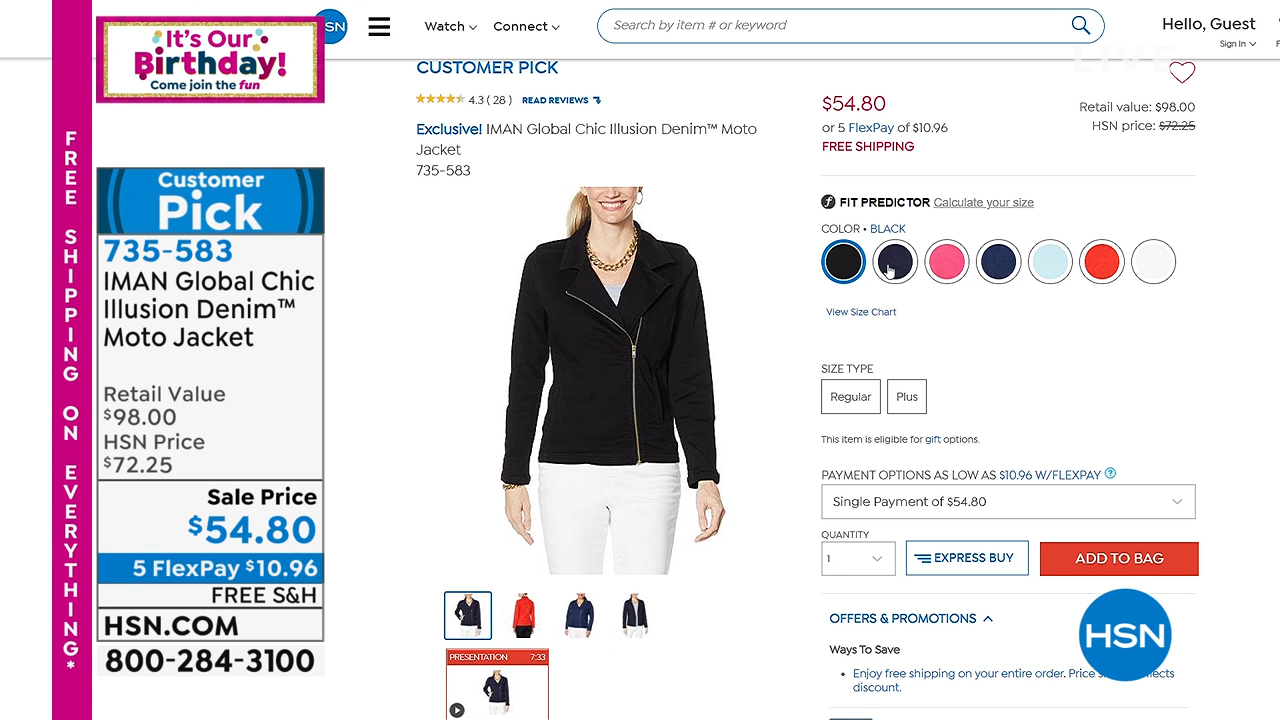 It's Our
Birthday!
Come join the fun
FREE SHIPPING ON EVERYTHING*
Customer
Pick
735-583
IMAN Global Chic
Illusion Denim™
Moto Jacket
Retail Value
$98.00
HSN Price
$72.25
Sale Price
$54.80
5 FlexPay $10.96
FREE S&H
HSN.COM
800-284-3100
SN
Watch
Connect
Search by item # or keyword
Hello, Guest
Sign In
LIVE
CUSTOMER PICK
4.3 ( 28 ) READ REVIEWS
Exclusive! IMAN Global Chic Illusion Denim™ Moto
Jacket
735-583
PRESENTATION 7:33
$54.80
or 5 FlexPay of $10.96
FREE SHIPPING
Retail value: $98.00
HSN price: $72.25
FIT PREDICTOR Calculate your size
COLOR • BLACK
View Size Chart
SIZE TYPE
Regular
Plus
This item is eligible for gift options.
PAYMENT OPTIONS AS LOW AS $10.96 W/FLEXPAY ?
Single Payment of $54.80
QUANTITY
1
EXPRESS BUY
ADD TO BAG
OFFERS & PROMOTIONS
Ways To Save
• Enjoy free shipping on your entire order. Price
discount.
HSN